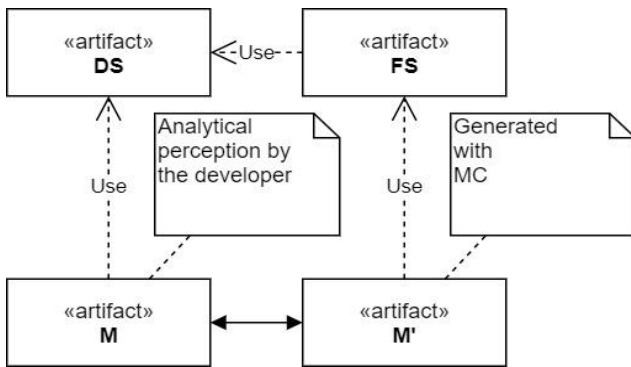 «artifact»
DS
Use
«artifact»
FS
Analytical
perception by
the developer
Generated
with
MC
Use
Use
«artifact»
M
«artifact»
M'